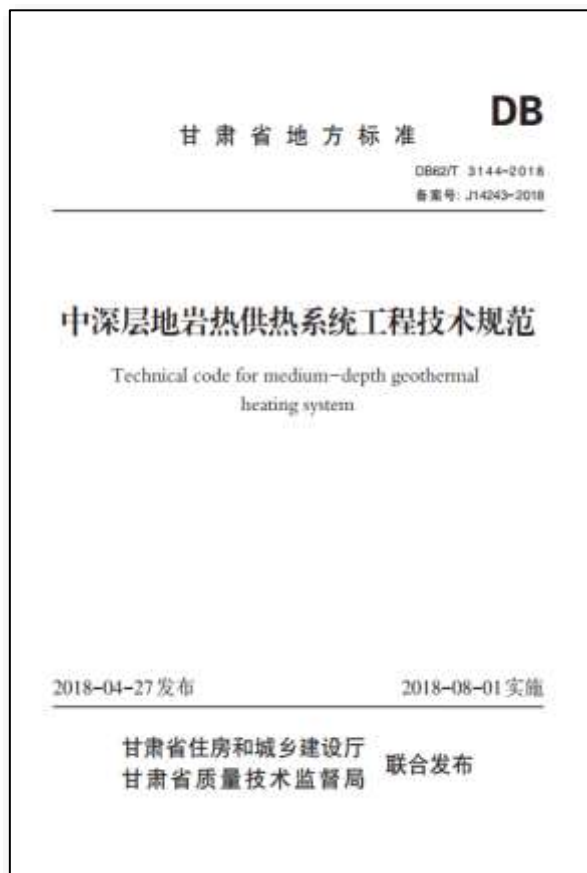 DB
甘肃省地方标准
DB62/T 3144-2018
备案号: J14243-2018
中深层地岩热供热系统工程技术规范
Technical code for medium-depth geothermal
heating system
2018-04-27发布
2018-08-01实施
甘肃省住房和城乡建设厅
甘肃省质量技术监督局
联合发布